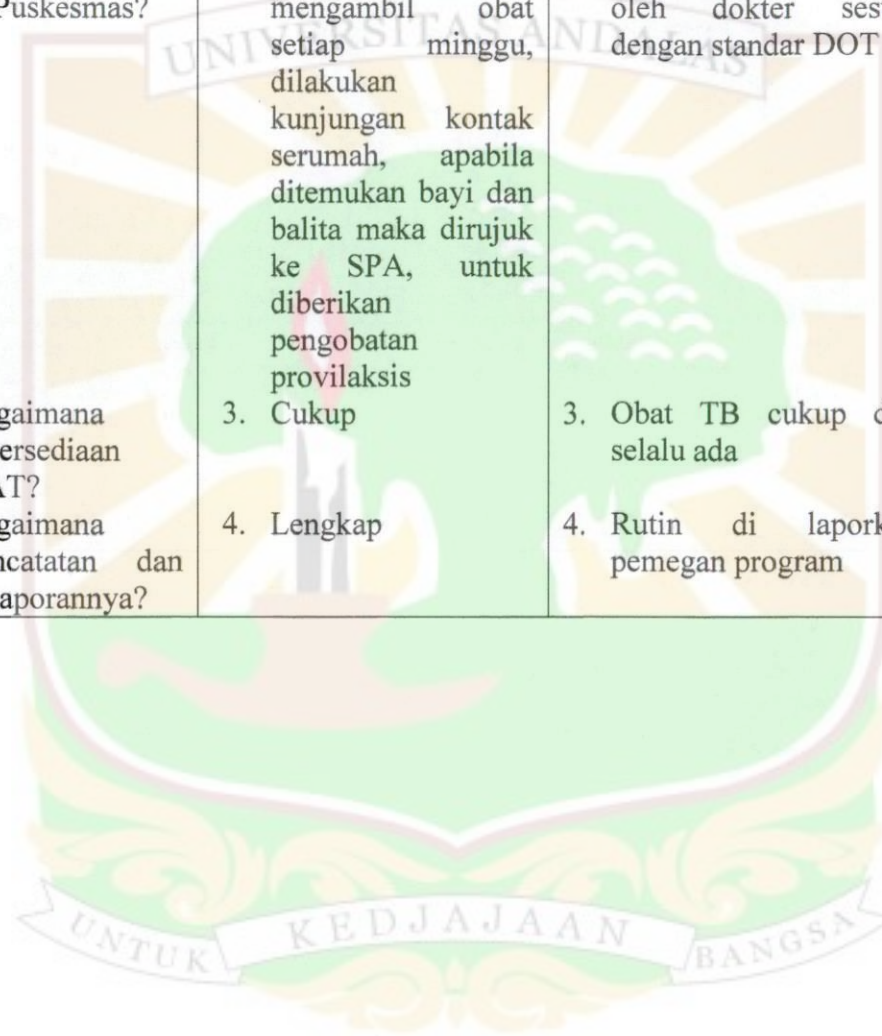 UNIVERSITAS ANDALAS
Puskesmas?
mengambil obat
setiap minggu,
dilakukan
kunjungan kontak
serumah, apabila
ditemukan bayi dan
balita maka dirujuk
ke SPA, untuk
diberikan
pengobatan
provilaksis
oleh dokter
dengan standar DOT
gaimana
ersediaan
AT?
3. Cukup
3. Obat TB cukup
selalu ada
gaimana
ncatatan dan
aporannya?
4. Lengkap
4. Rutin di lapork
pemegan program
UNTUK KEDJAJAAN BANGSA